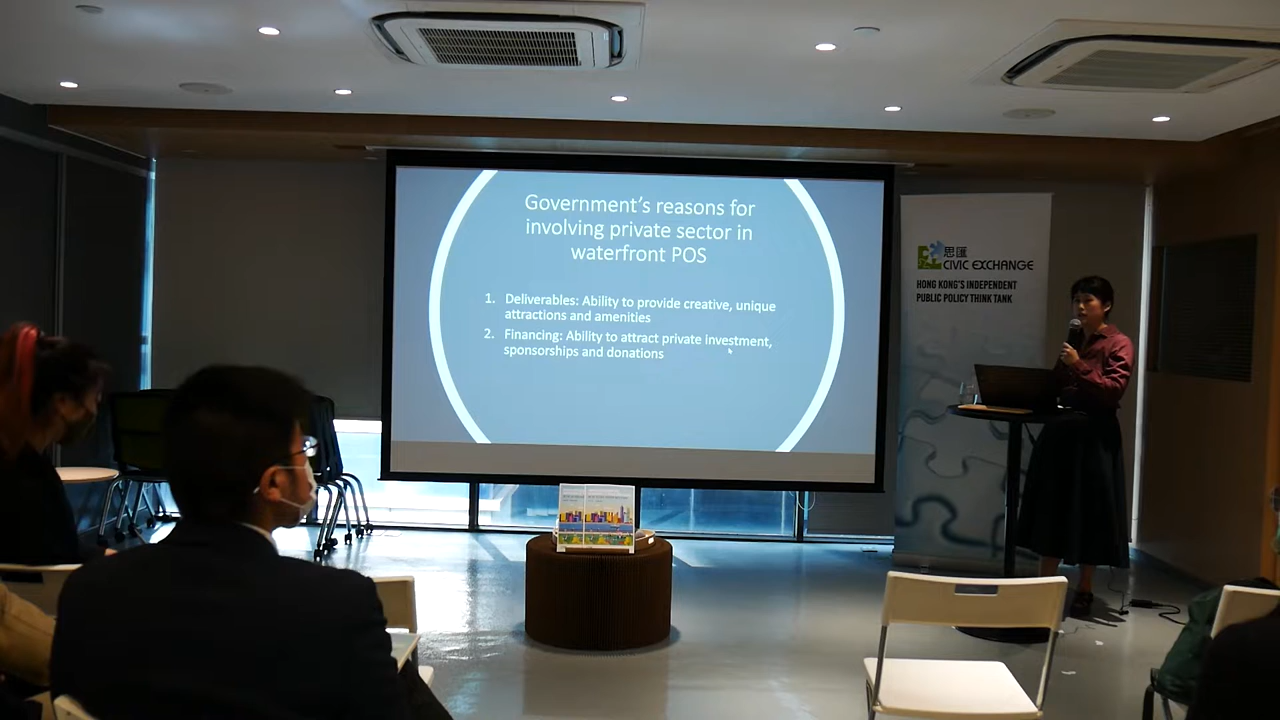 Government's reasons for
involving private sector in
waterfront POS
1. Deliverables: Ability to provide creative, unique
attractions and amenities
2. Financing: Ability to attract private investment,
sponsorships and donations
思匯
CIVIC EXCHANGE
HONG KONG'S INDEPENDENT
PUBLIC POLICY THINK TANK